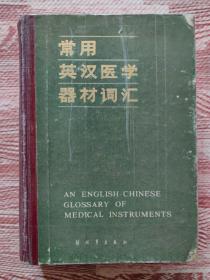 常用
英汉医学
器材词汇
AN ENGLISH-CHINESE
GLOSSARY OF
MEDICAL INSTRUMENTS